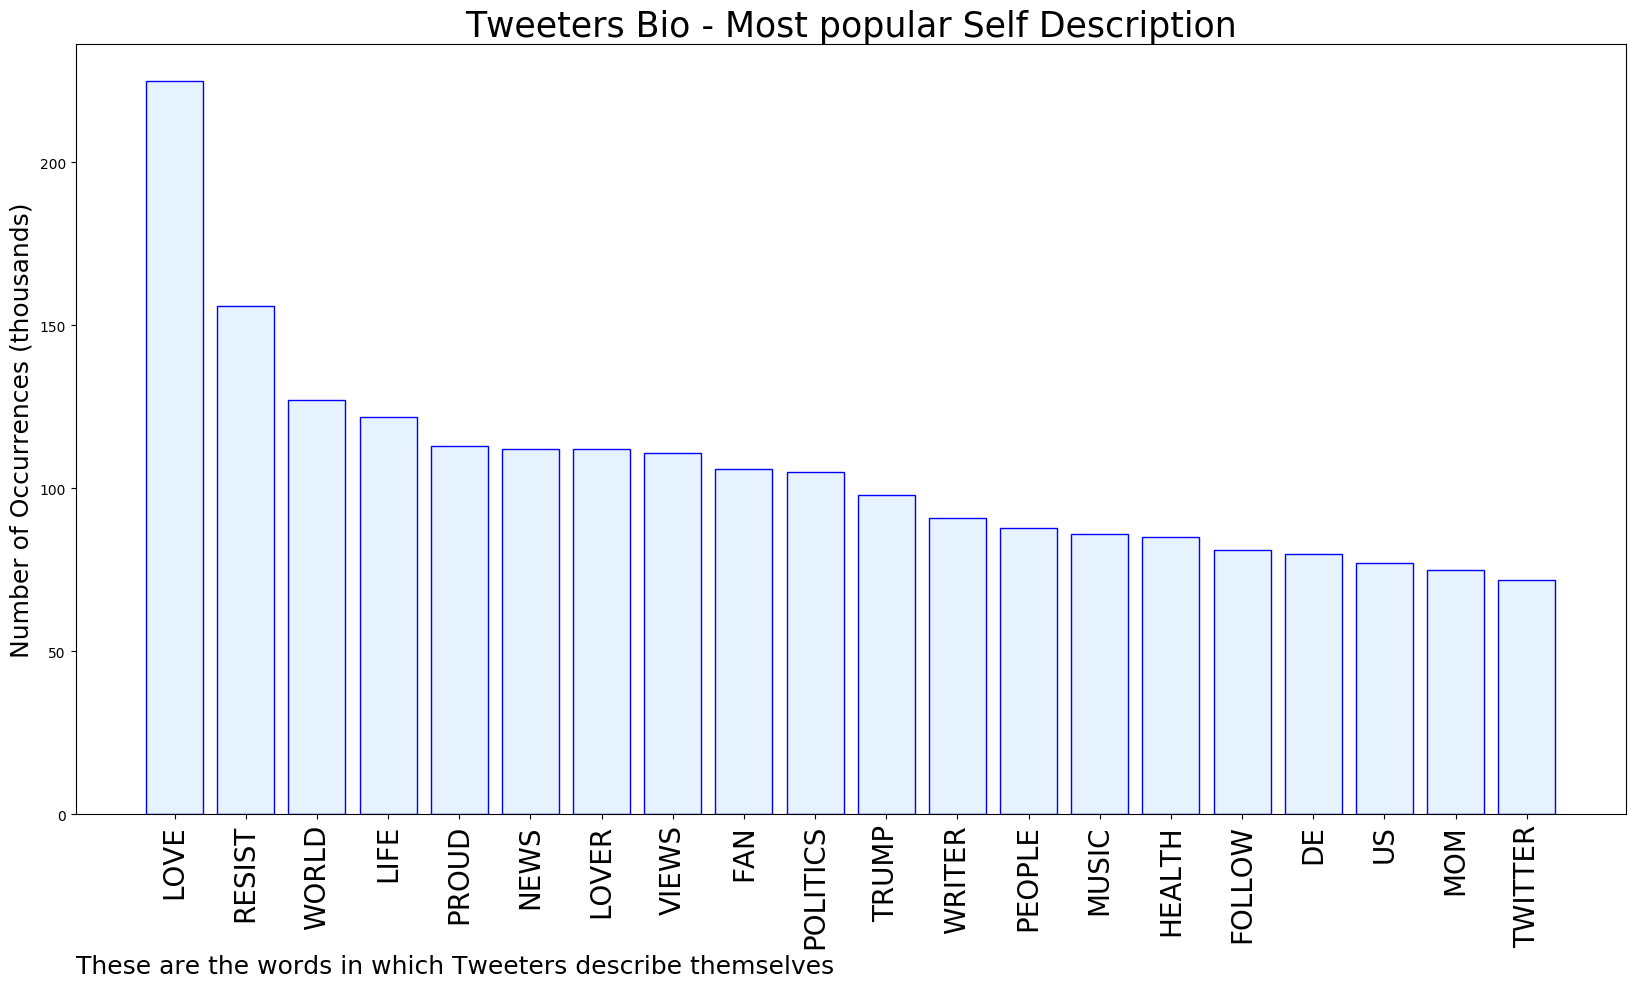 Tweeters Bio - Most popular Self Description
Number of Occurrences (thousands)
200
150
100
50
0
LOVE
RESIST
WORLD
LIFE
PROUD
NEWS
LOVER
VIEWS
FAN
POLITICS
TRUMP
WRITER
PEOPLE
MUSIC
HEALTH
FOLLOW
DE
US
MOM
TWITTER
These are the words in which Tweeters describe themselves